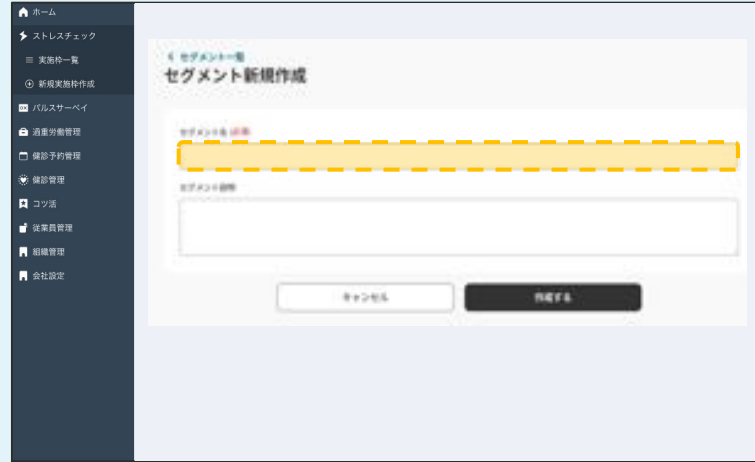 ホーム
ストレスチェック
実施枠一覧
新規実施枠作成
パルスサーベイ
過重労働管理
健診予約管理
健診管理
コツ活
従業員管理
組織管理
会社設定
セグメント一覧
セグメント新規作成
セグメント名 必須
セグメント説明
キャンセル
作成する